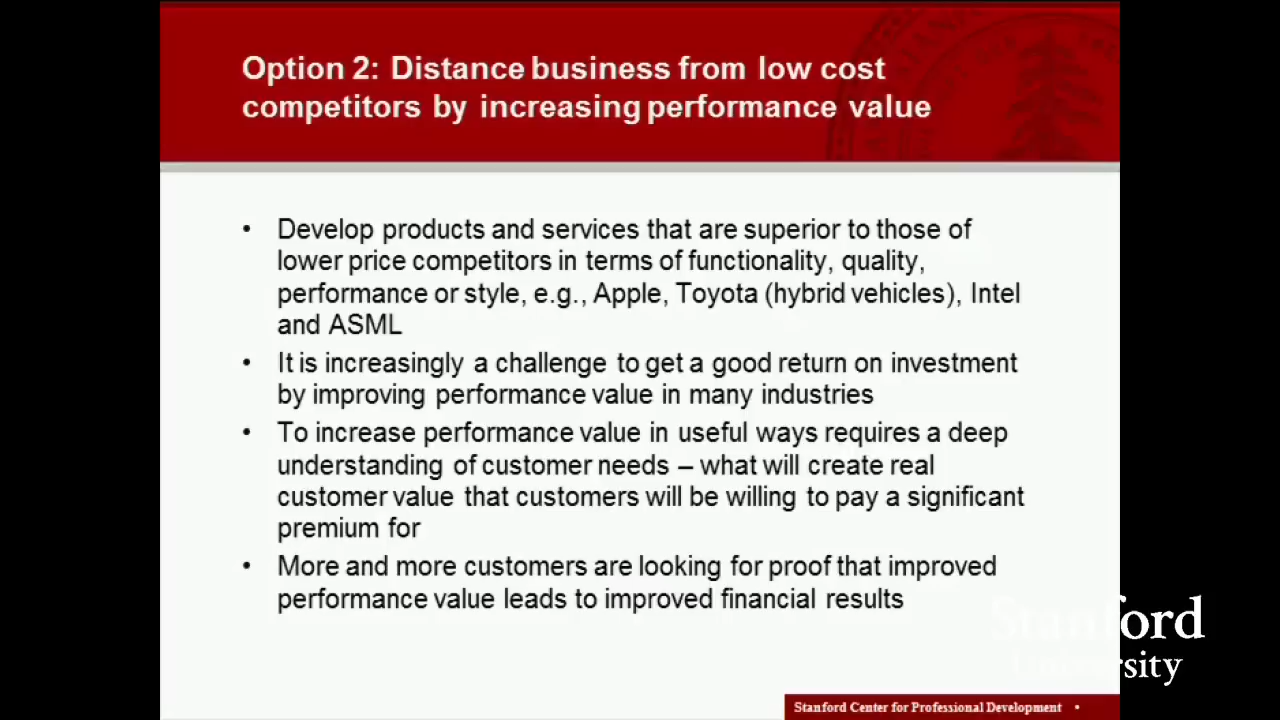 Option 2: Distance business from low cost
competitors by increasing performance value
• Develop products and services that are superior to those of
lower price competitors in terms of functionality, quality,
performance or style, e.g., Apple, Toyota (hybrid vehicles), Intel
and ASML
• It is increasingly a challenge to get a good return on investment
by improving performance value in many industries
• To increase performance value in useful ways requires a deep
understanding of customer needs – what will create real
customer value that customers will be willing to pay a significant
premium for
• More and more customers are looking for proof that improved
performance value leads to improved financial results
Stanford
University
Stanford Center for Professional Development •